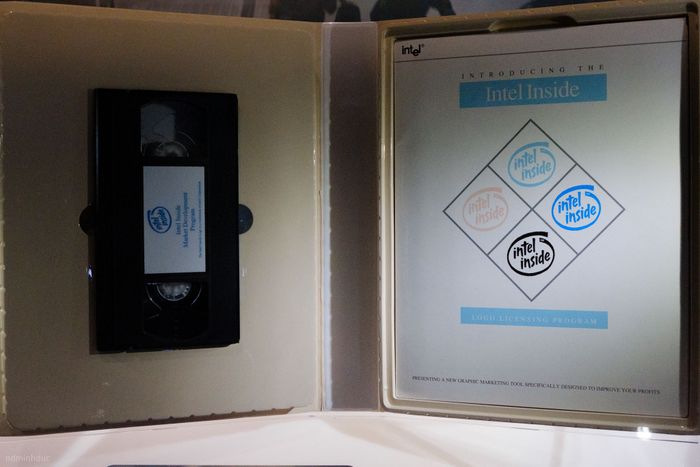 intel
inside
Intel Inside
Market Development
Program
intel®
INTRODUCING THE
Intel Inside
intel
inside
intel
inside
intel
inside
intel
inside
LOGO LICENSING PROGRAM
PRESENTING A NEW GRAPHIC MARKETING TOOL SPECIFICALLY DESIGNED TO IMPROVE YOUR PROFITS
ndminhduc